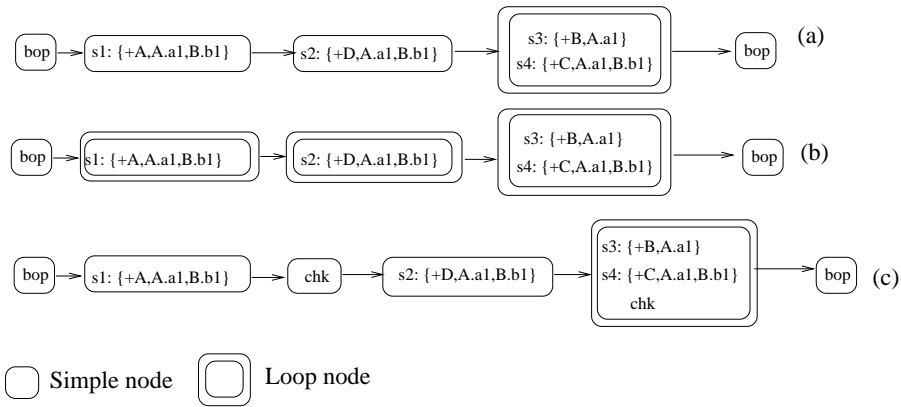 bop
s1: {+A,A.a1,B.b1}
s2: {+D,A.a1,B.b1}
s3: {+B,A.a1}
s4: {+C,A.a1,B.b1}
bop
(a)
bop
s1: {+A,A.a1,B.b1}
s2: {+D,A.a1,B.b1}
s3: {+B,A.a1}
s4: {+C,A.a1,B.b1}
bop
(b)
bop
s1: {+A,A.a1,B.b1}
chk
s2: {+D,A.a1,B.b1}
s3: {+B,A.a1}
s4: {+C,A.a1,B.b1}
chk
bop
(c)
Simple node
Loop node